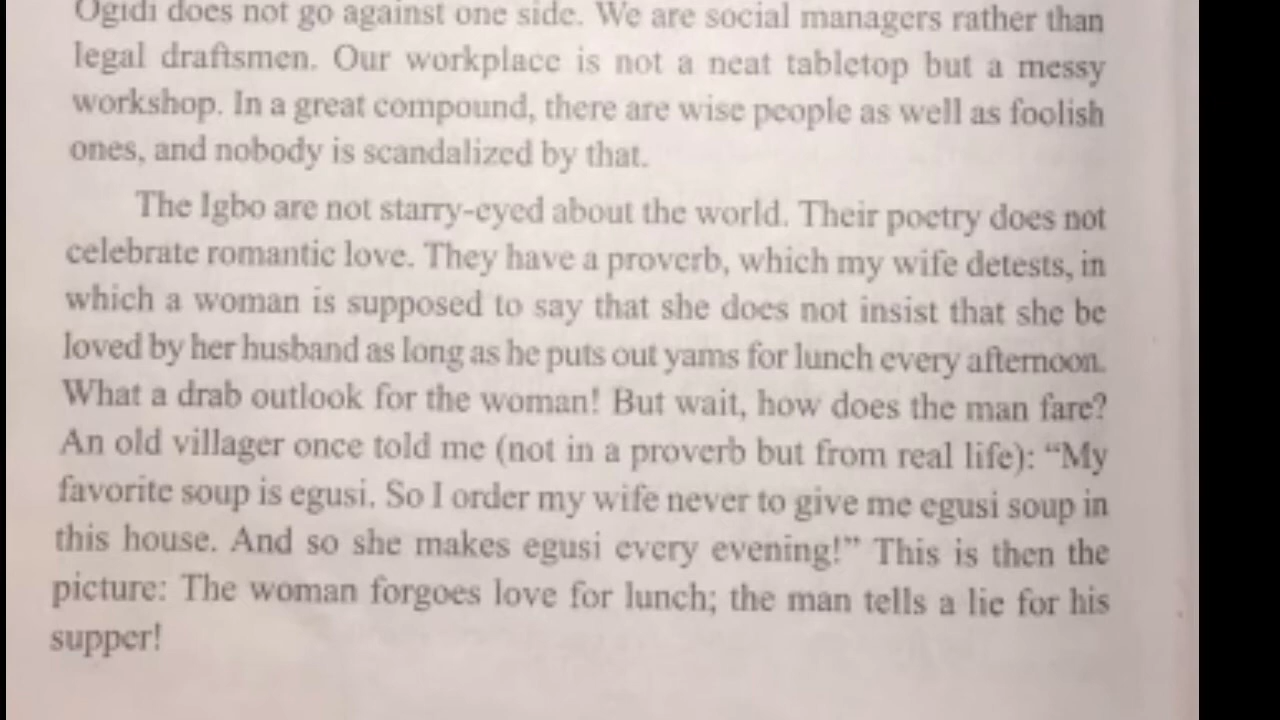 Ogidi does not go against one side. We are social managers rather than
legal draftsmen. Our workplace is not a neat tabletop but a messy
workshop. In a great compound, there are wise people as well as foolish
ones, and nobody is scandalized by that.
The Igbo are not starry-eyed about the world. Their poetry does not
celebrate romantic love. They have a proverb, which my wife detests, in
which a woman is supposed to say that she does not insist that she be
loved by her husband as long as he puts out yams for lunch every afternoon.
What a drab outlook for the woman! But wait, how does the man fare?
An old villager once told me (not in a proverb but from real life): “My
favorite soup is egusi. So I order my wife never to give me egusi soup in
this house. And so she makes egusi every evening!” This is then the
picture: The woman forgoes love for lunch; the man tells a lie for his
supper!